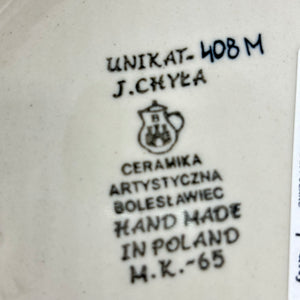 UNIKAT-408M
J. CHYŁA
B
CERAMIKA
ARTYSTYCZNA
BOLESŁAWIEC
HAND MADE
IN POLAND
M.K.-65